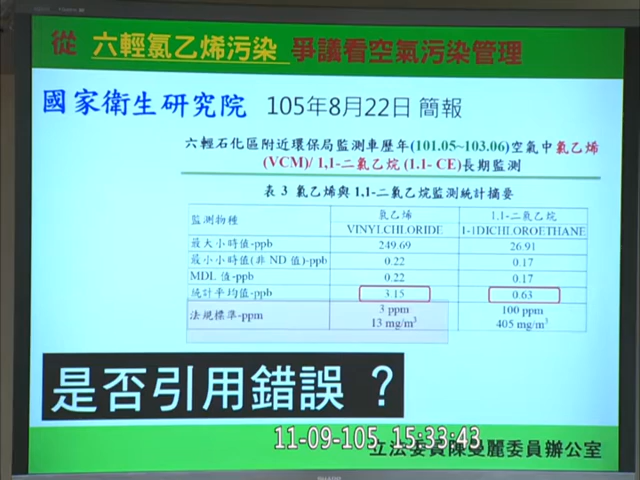 從 六輕氯乙烯污染 爭議看空氣污染管理
國家衛生研究院 105年8月22日 簡報
六輕石化區附近環保局監測車歷年(101.05~103.06)空氣中氯乙烯
(VCM)/ 1,1-二氯乙烷 (1.1- CE)長期監測
表 3 氯乙烯與 1,1-二氯乙烷監測統計摘要
監測物種 氯乙烯 VINYLCHLORIDE 1,1-二氯乙烷 1-1DICHLOROETHANE
最大小時值-ppb 249.69 26.91
最小小時值(非 ND 值)-ppb 0.22 0.17
MDL 值-ppb 0.22 0.17
統計平均值-ppb 3.15 0.63
法規標準-ppm 3 ppm 13 mg/m³ 100 ppm 405 mg/m³
是否引用錯誤 ？
11-09-105 15:33:43
立法委員陳曼麗委員辦公室